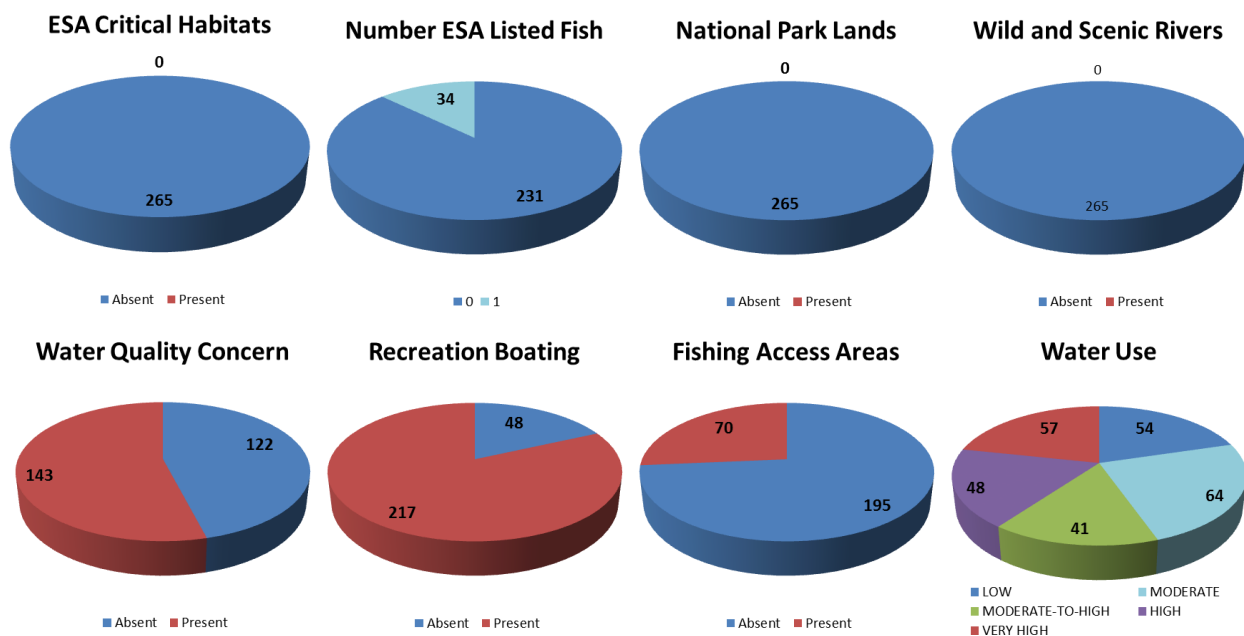 ESA Critical Habitats
0
265
Absent Present
Number ESA Listed Fish
34
231
0 1
National Park Lands
0
265
Absent Present
Wild and Scenic Rivers
0
265
Absent Present
Water Quality Concern
122
143
Absent Present
Recreation Boating
48
217
Absent Present
Fishing Access Areas
70
195
Absent Present
Water Use
57 54
48
64
41
LOW MODERATE
MODERATE-TO-HIGH HIGH
VERY HIGH